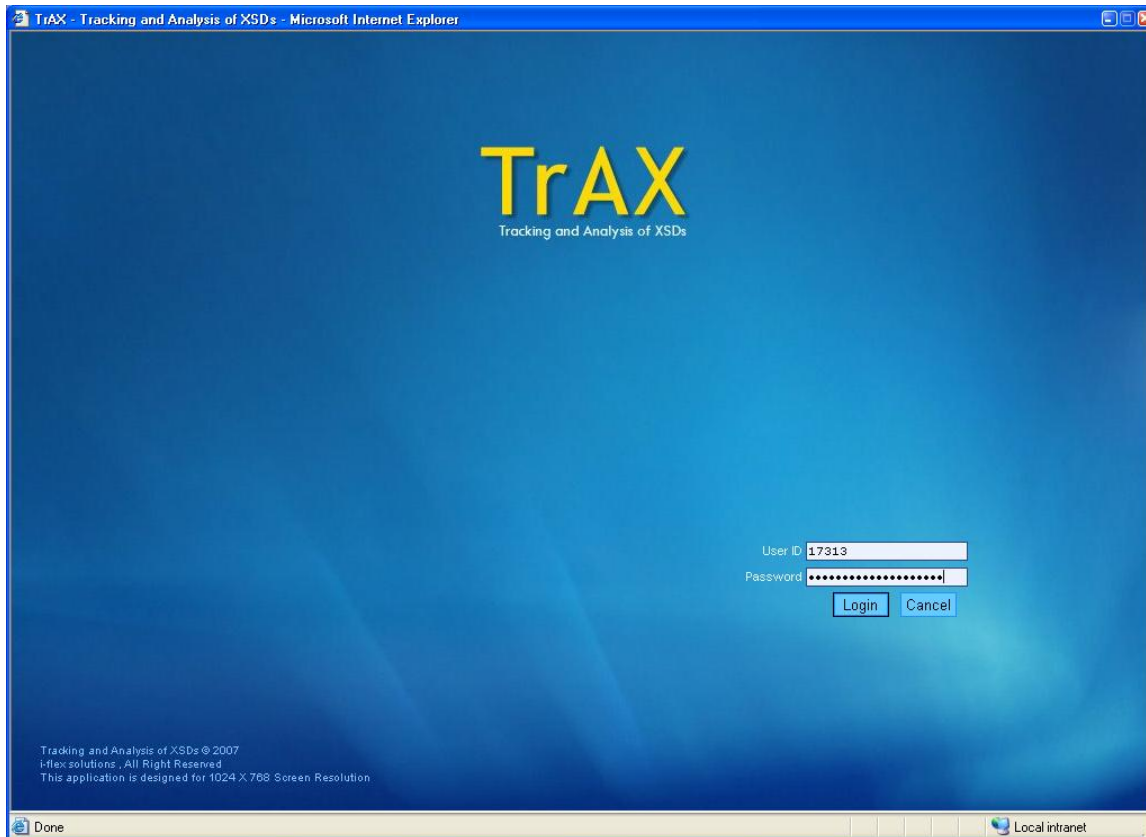 TrAX - Tracking and Analysis of XSDs - Microsoft Internet Explorer
TrAX
Tracking and Analysis of XSDs
User ID 17313
Password ••••••••••••••••••••
Login Cancel
Tracking and Analysis of XSDs © 2007
i-flex solutions , All Right Reserved
This application is designed for 1024 X 768 Screen Resolution
Done Local intranet